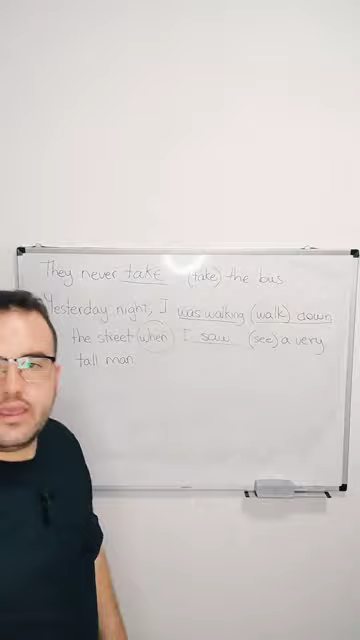 They never take (take) the bus
Yesterday night, I was walking (walk) down
the street when I saw (see) a very
tall man